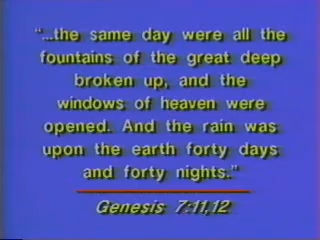 “...the same day were all the
fountains of the great deep
broken up, and the
windows of heaven were
opened. And the rain was
upon the earth forty days
and forty nights.”
Genesis 7:11,12